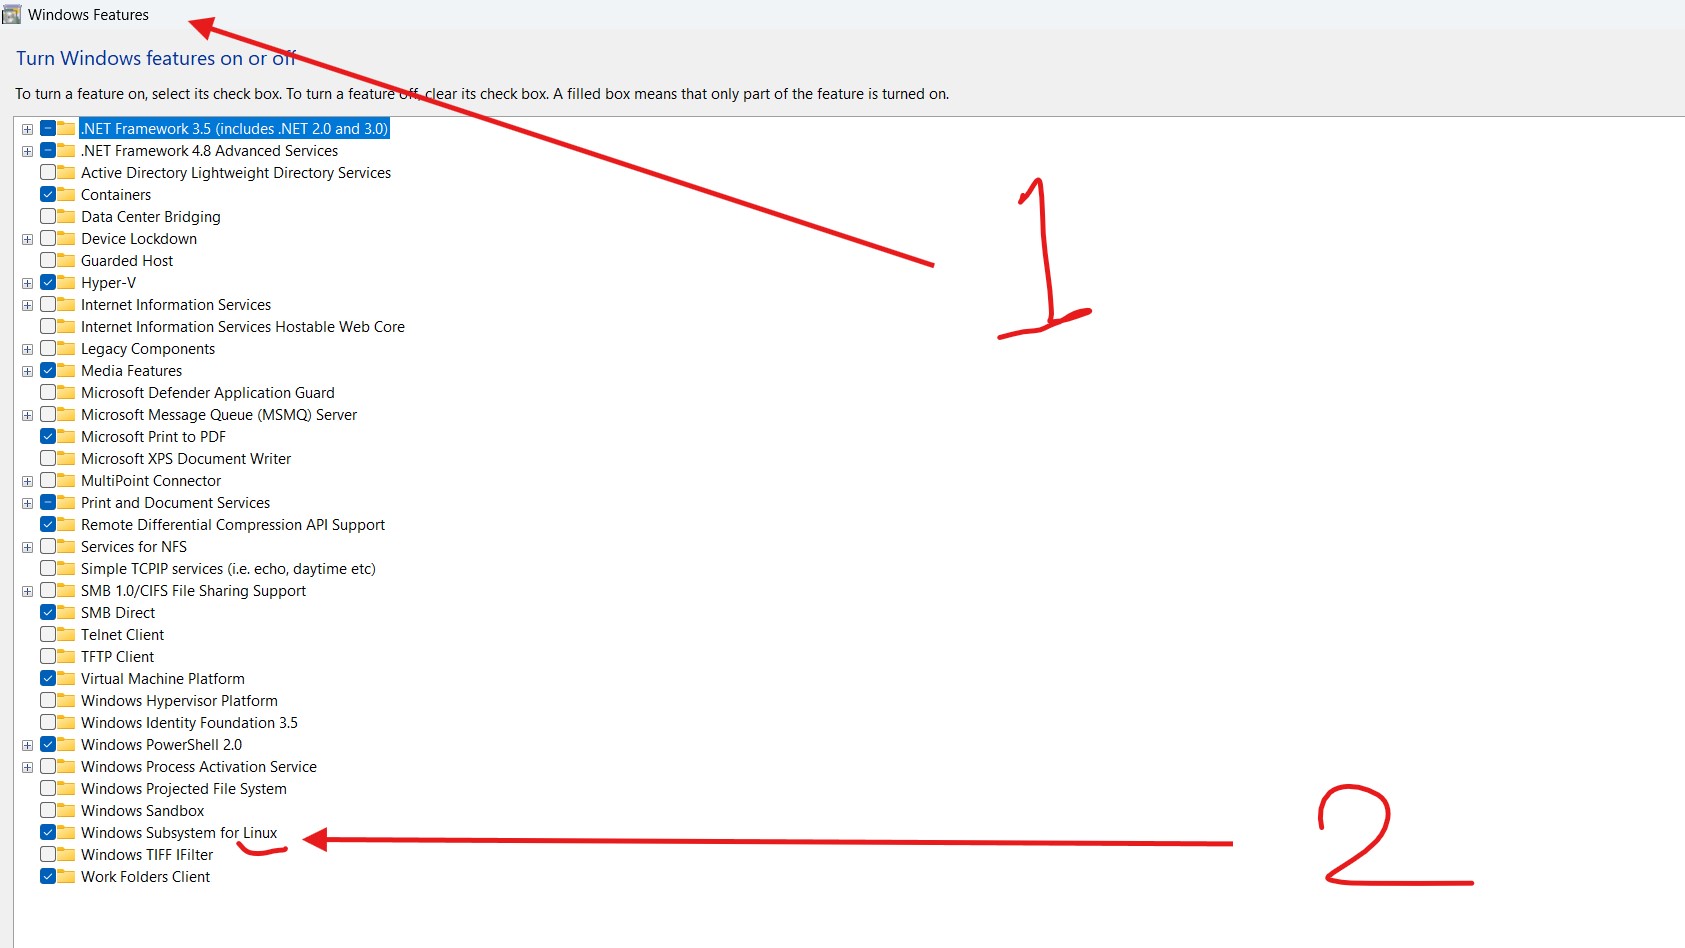 Windows Features
Turn Windows features on or off
To turn a feature on, select its check box. To turn a feature off, clear its check box. A filled box means that only part of the feature is turned on.
.NET Framework 3.5 (includes .NET 2.0 and 3.0)
.NET Framework 4.8 Advanced Services
Active Directory Lightweight Directory Services
Containers
Data Center Bridging
Device Lockdown
Guarded Host
Hyper-V
Internet Information Services
Internet Information Services Hostable Web Core
Legacy Components
Media Features
Microsoft Defender Application Guard
Microsoft Message Queue (MSMQ) Server
Microsoft Print to PDF
Microsoft XPS Document Writer
MultiPoint Connector
Print and Document Services
Remote Differential Compression API Support
Services for NFS
Simple TCPIP services (i.e. echo, daytime etc)
SMB 1.0/CIFS File Sharing Support
SMB Direct
Telnet Client
TFTP Client
Virtual Machine Platform
Windows Hypervisor Platform
Windows Identity Foundation 3.5
Windows PowerShell 2.0
Windows Process Activation Service
Windows Projected File System
Windows Sandbox
Windows Subsystem for Linux
Windows TIFF IFilter
Work Folders Client
1
2